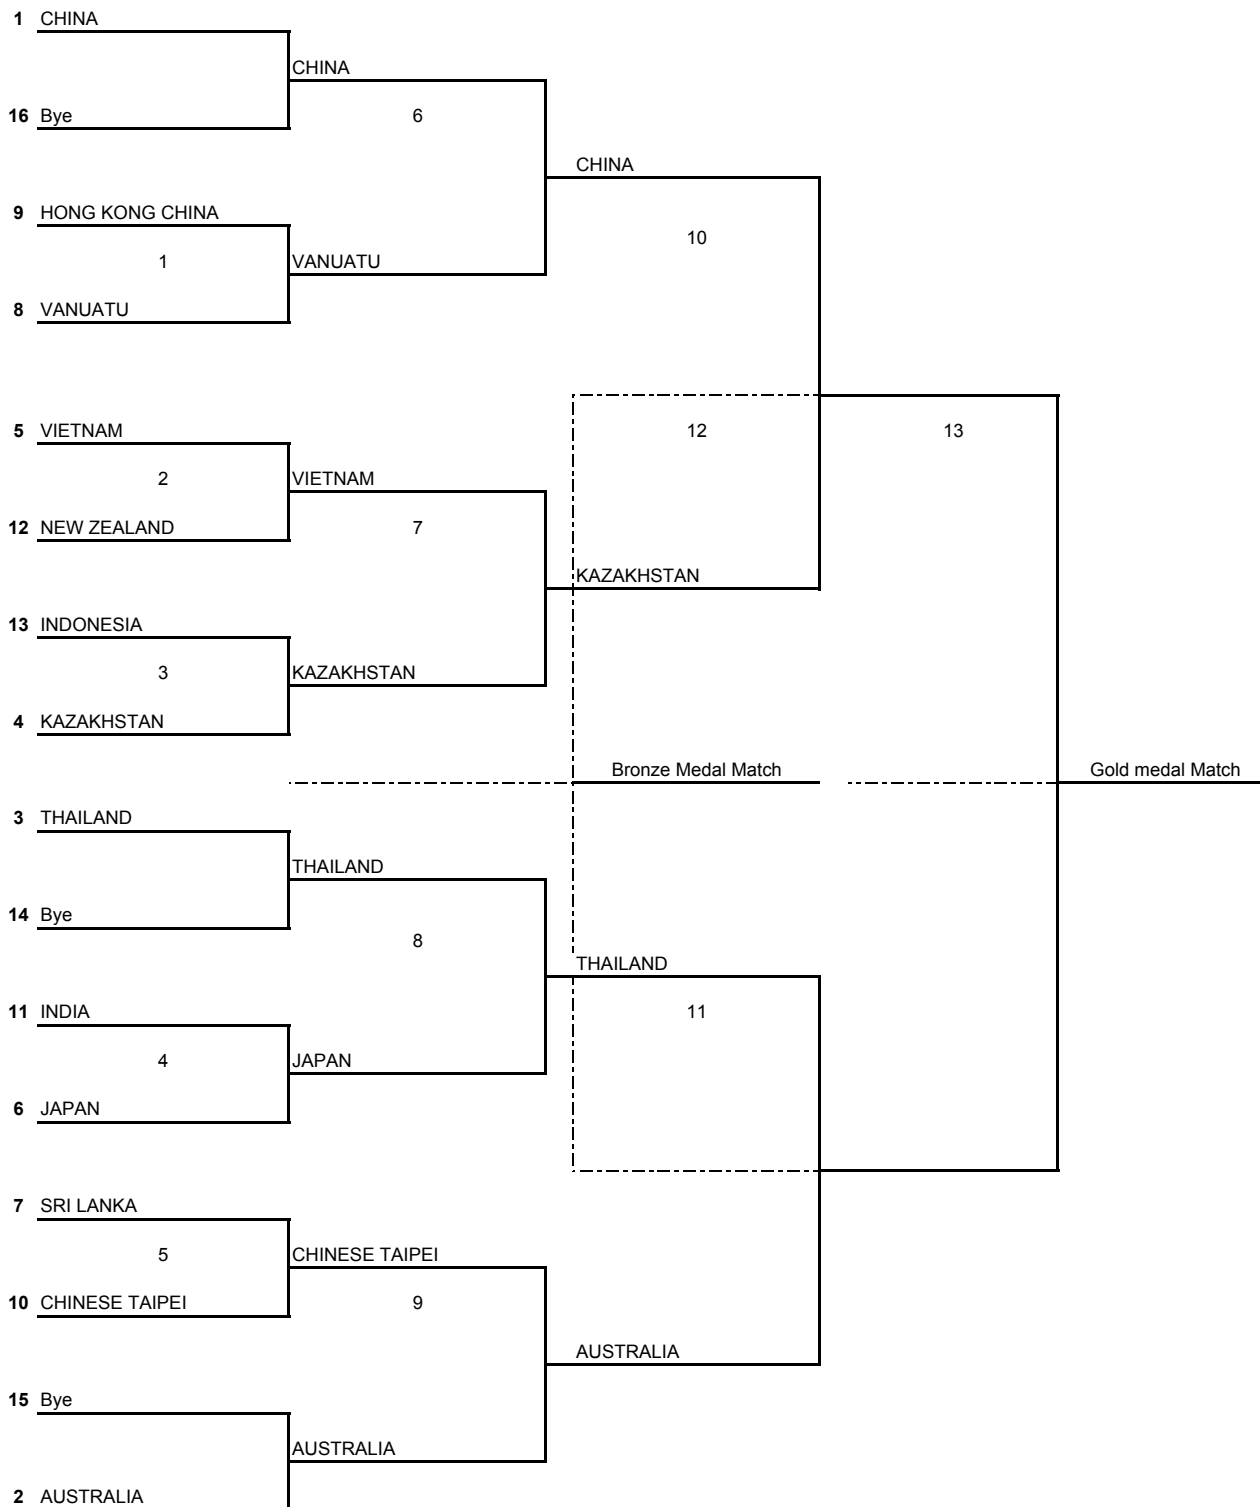 1 CHINA
CHINA
16 Bye 6
CHINA
9 HONG KONG CHINA
10
1 VANUATU
8 VANUATU
5 VIETNAM 12 13
2 VIETNAM
12 NEW ZEALAND 7
KAZAKHSTAN
13 INDONESIA
3 KAZAKHSTAN
4 KAZAKHSTAN
Bronze Medal Match Gold medal Match
3 THAILAND
THAILAND
14 Bye
8
THAILAND
11 INDIA 11
4 JAPAN
6 JAPAN
7 SRI LANKA
5 CHINESE TAIPEI
10 CHINESE TAIPEI 9
AUSTRALIA
15 Bye
AUSTRALIA
2 AUSTRALIA